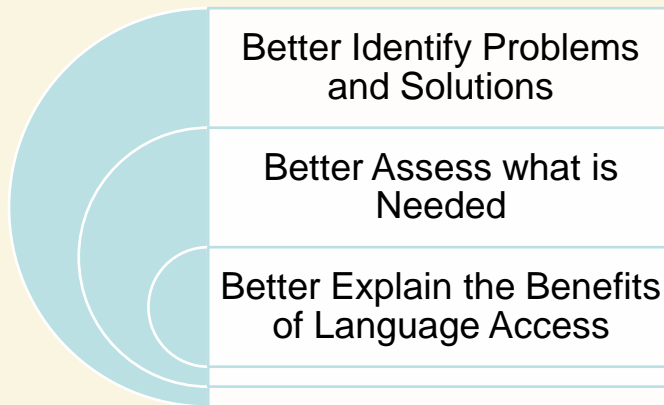 Better Identify Problems
and Solutions
Better Assess what is
Needed
Better Explain the Benefits
of Language Access